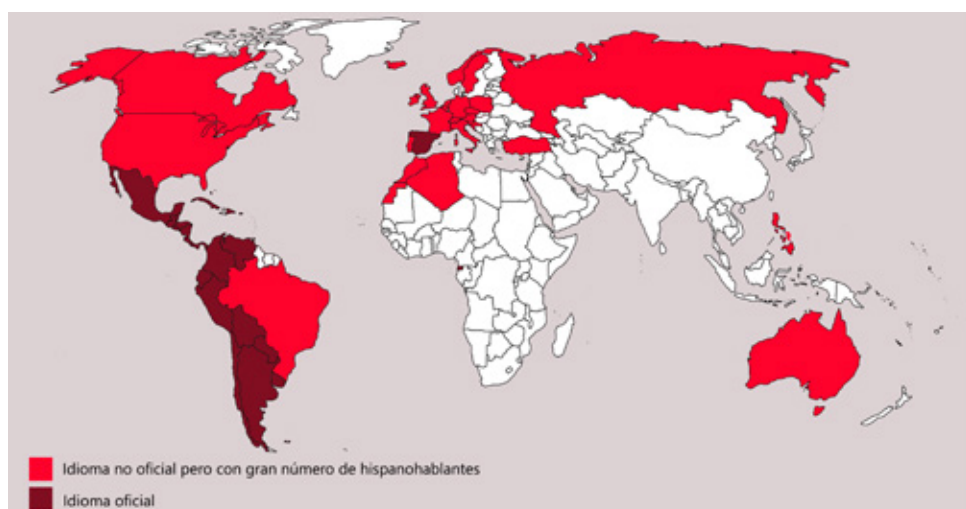 Idioma no oficial pero con gran número de hispanohablantes
Idioma oficial